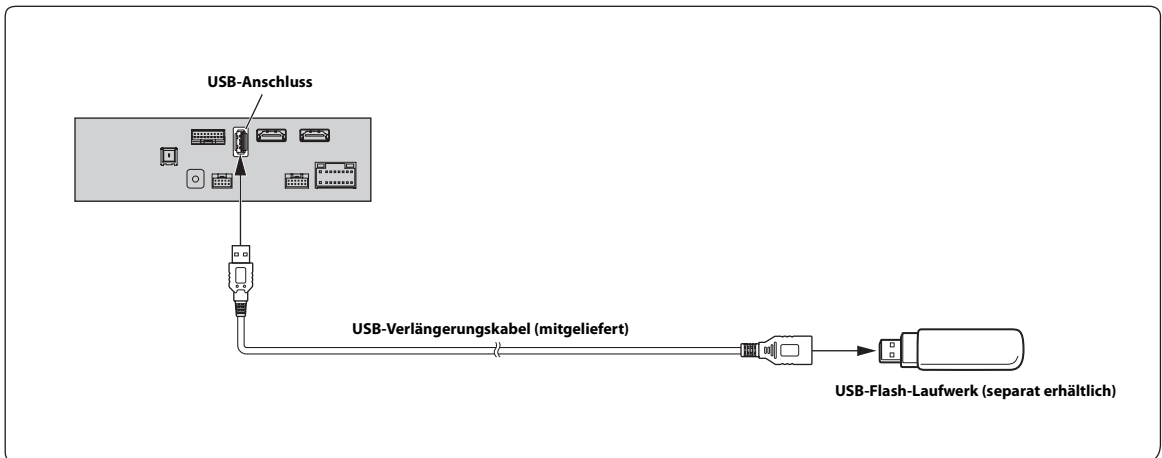 USB-Anschluss
USB-Verlängerungskabel (mitgeliefert)
USB-Flash-Laufwerk (separat erhältlich)